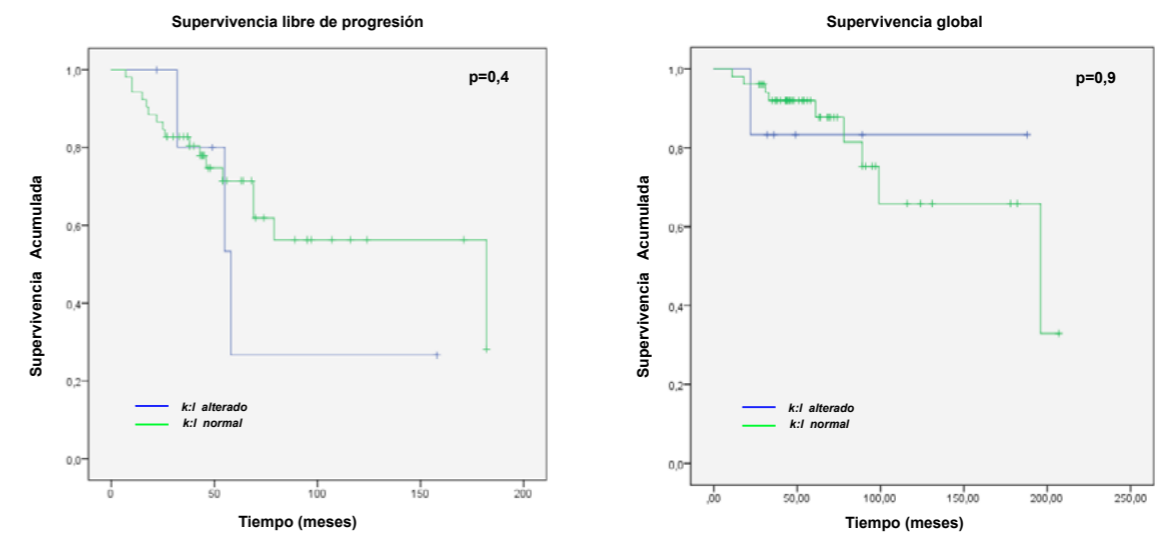 Supervivencia libre de progresión
p=0,4
Supervivencia Acumulada
1,0
0,8
0,6
0,4
0,2
0,0
k:l alterado
k:l normal
0 50 100 150 200
Tiempo (meses)
Supervivencia global
p=0,9
Supervivencia Acumulada
1,0
0,8
0,6
0,4
0,2
0,0
k:l alterado
k:l normal
,00 50,00 100,00 150,00 200,00 250,00
Tiempo (meses)